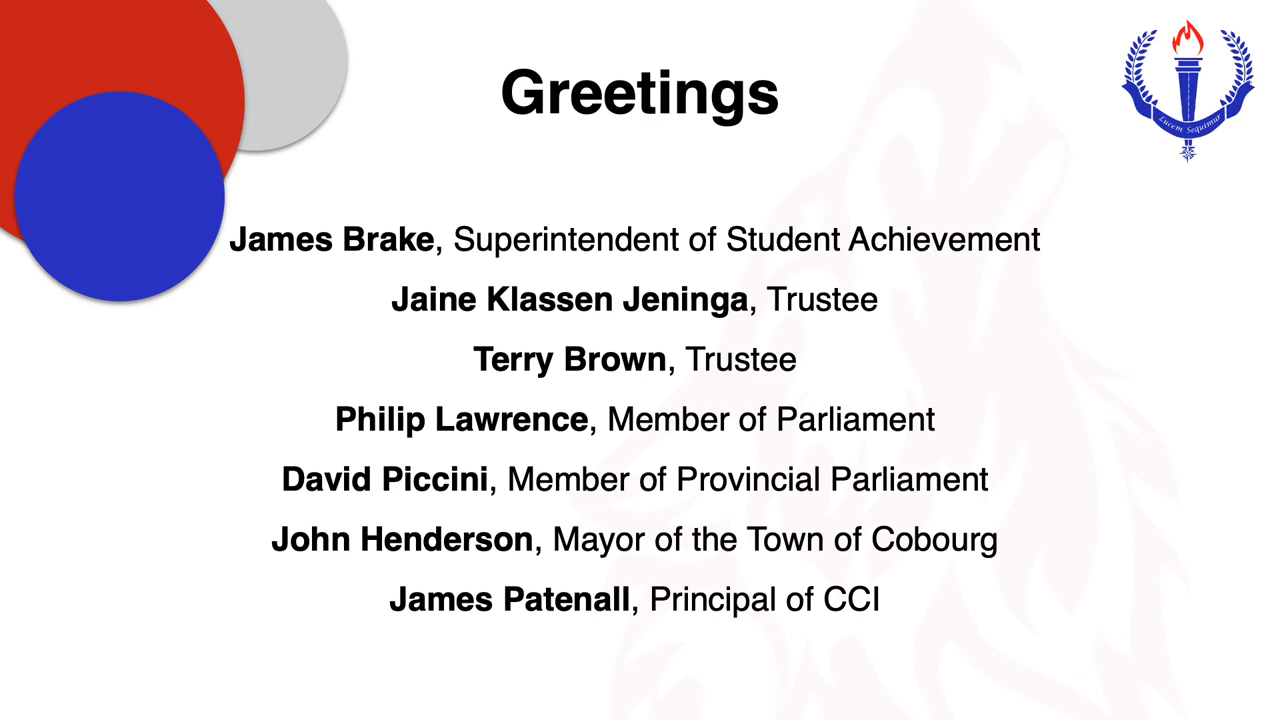 Greetings
Lucem Sequimur
James Brake, Superintendent of Student Achievement
Jaine Klassen Jeninga, Trustee
Terry Brown, Trustee
Philip Lawrence, Member of Parliament
David Piccini, Member of Provincial Parliament
John Henderson, Mayor of the Town of Cobourg
James Patenall, Principal of CCI